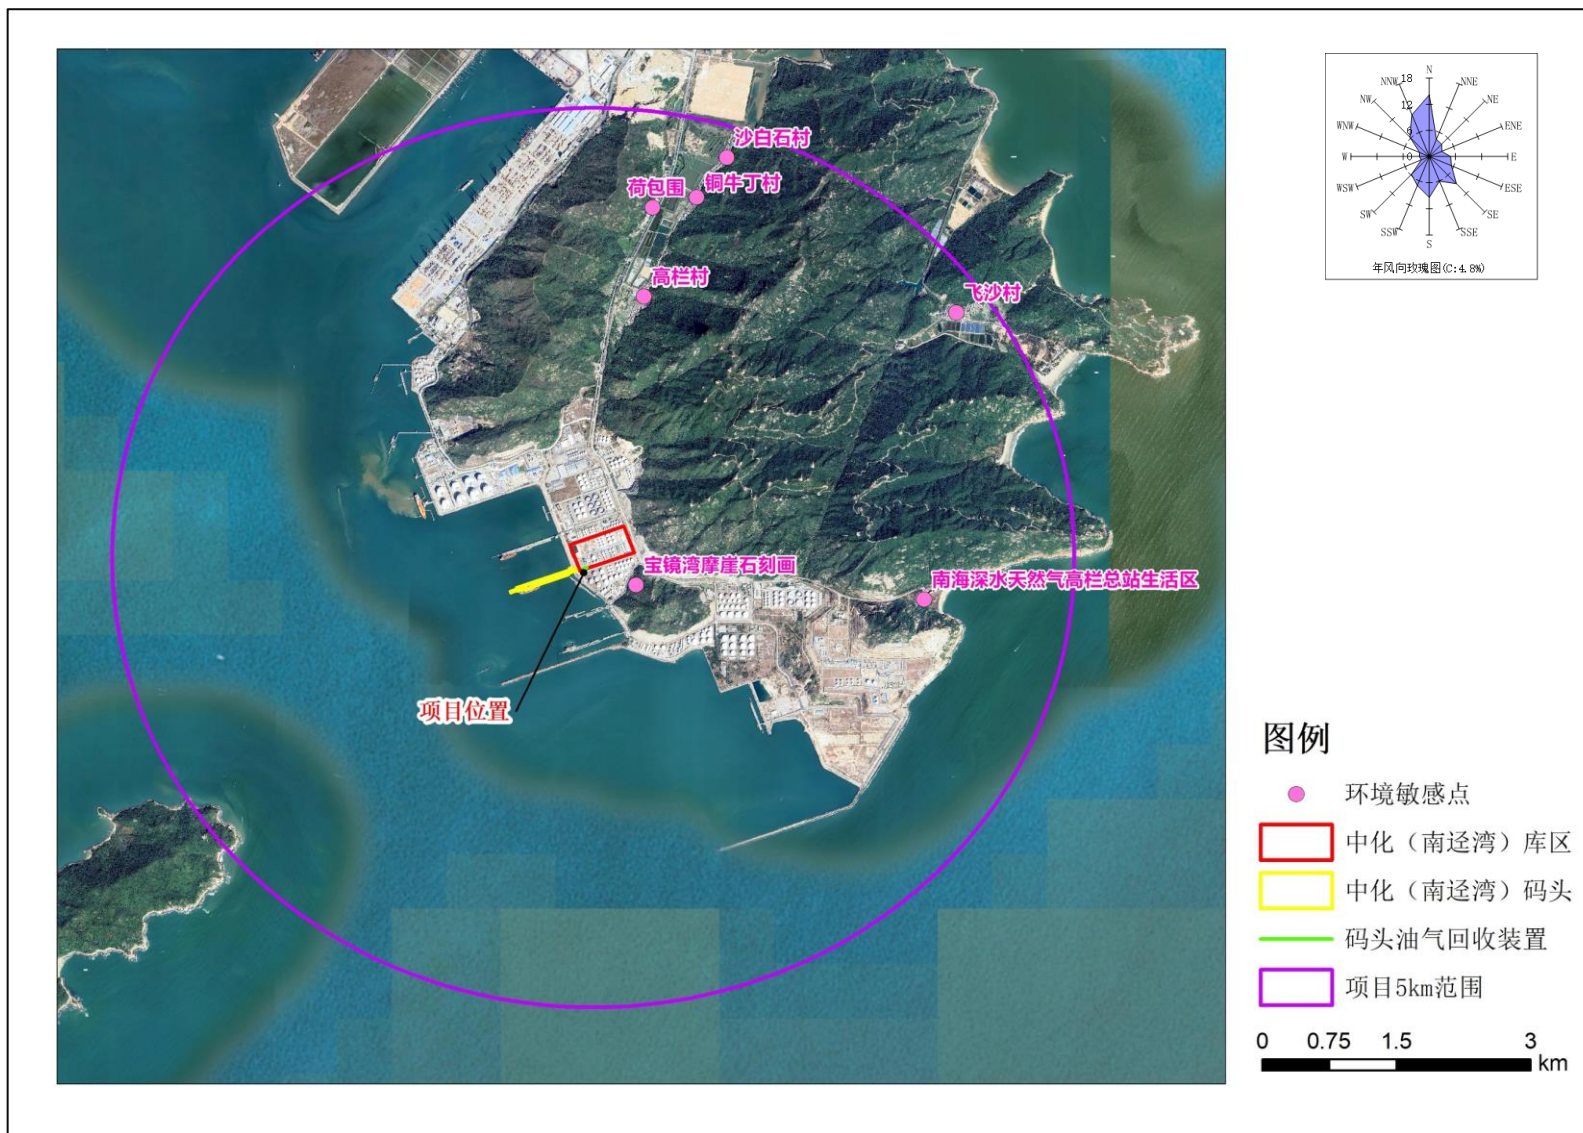 沙白石村
荷包围
铜牛丁村
高栏村
飞沙村
宝镜湾摩崖石刻画
南海深水天然气高栏总站生活区
项目位置
N
NNE
NE
ENE
E
ESE
SE
SSE
S
SSW
SW
WSW
W
WNW
NW
NNW
18
12
6
0
年风向玫瑰图(C:4.8%)
图例
环境敏感点
中化（南迳湾）库区
中化（南迳湾）码头
码头油气回收装置
项目5km范围
0 0.75 1.5 3
km